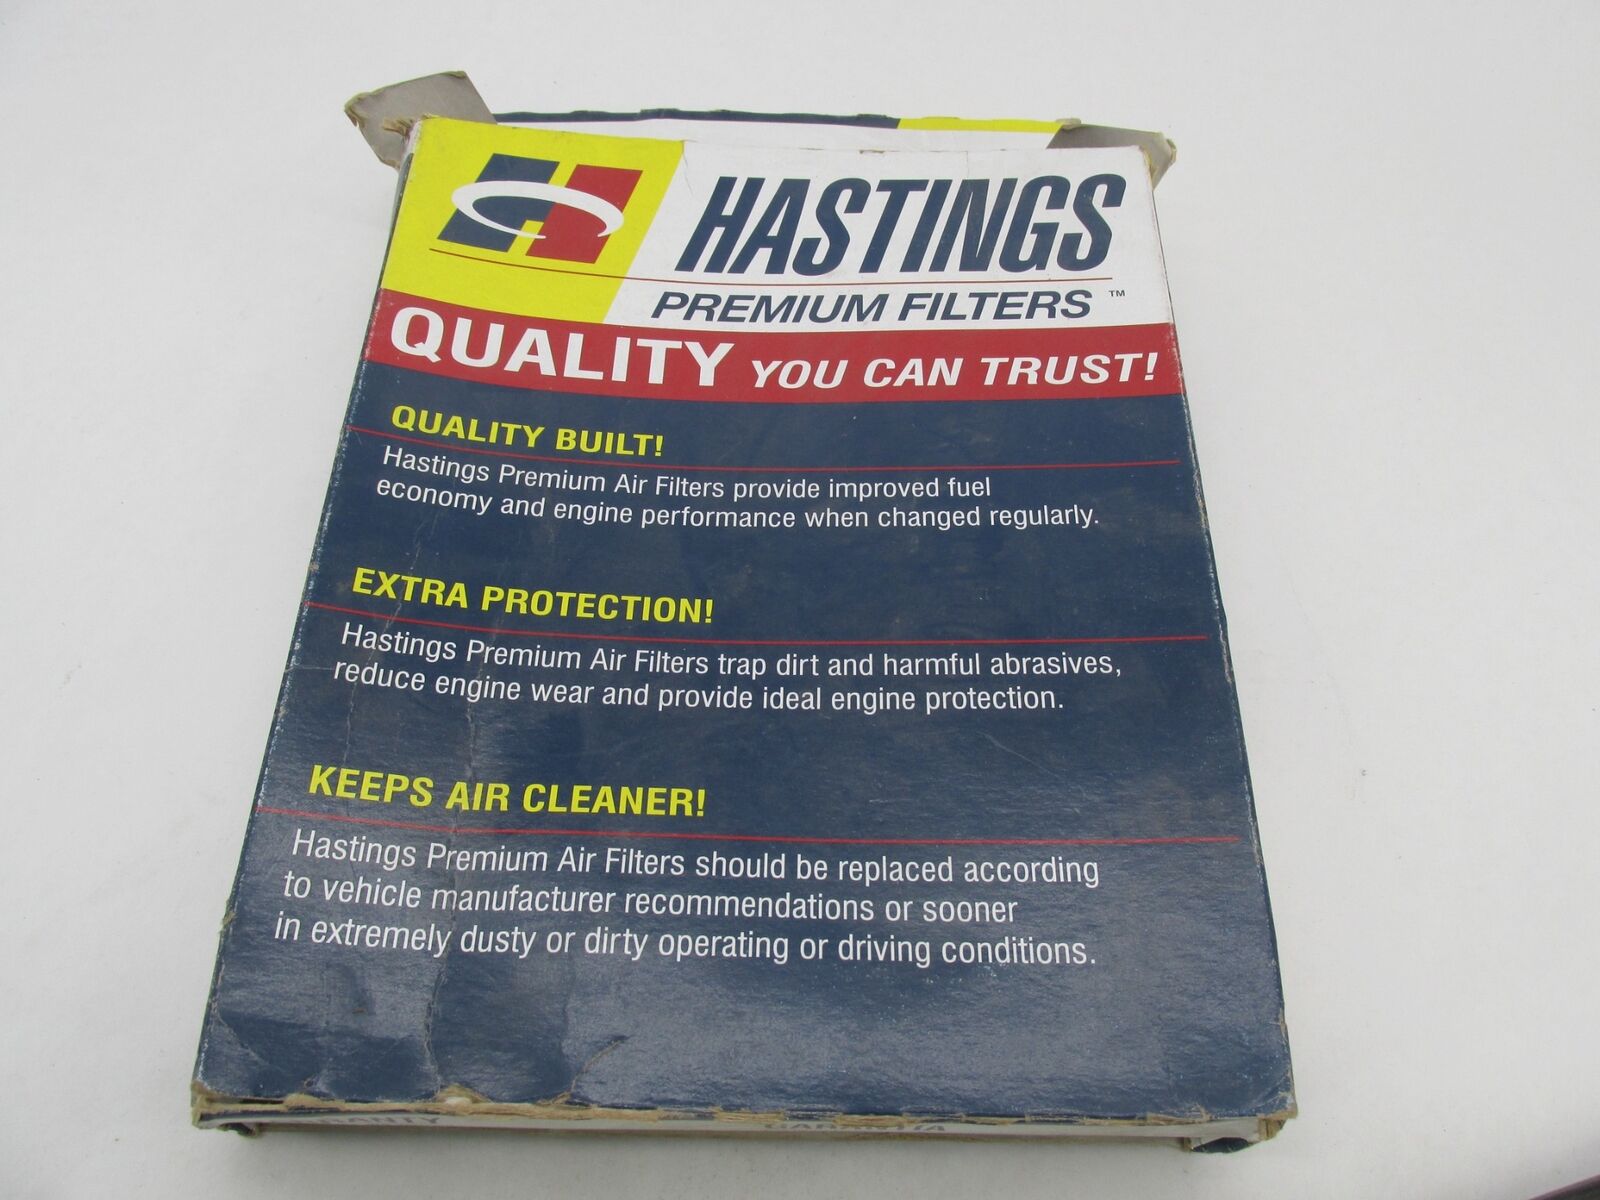 HASTINGS
PREMIUM FILTERS™
QUALITY YOU CAN TRUST!
QUALITY BUILT!
Hastings Premium Air Filters provide improved fuel
economy and engine performance when changed regularly.
EXTRA PROTECTION!
Hastings Premium Air Filters trap dirt and harmful abrasives,
reduce engine wear and provide ideal engine protection.
KEEPS AIR CLEANER!
Hastings Premium Air Filters should be replaced according
to vehicle manufacturer recommendations or sooner
in extremely dusty or dirty operating or driving conditions.